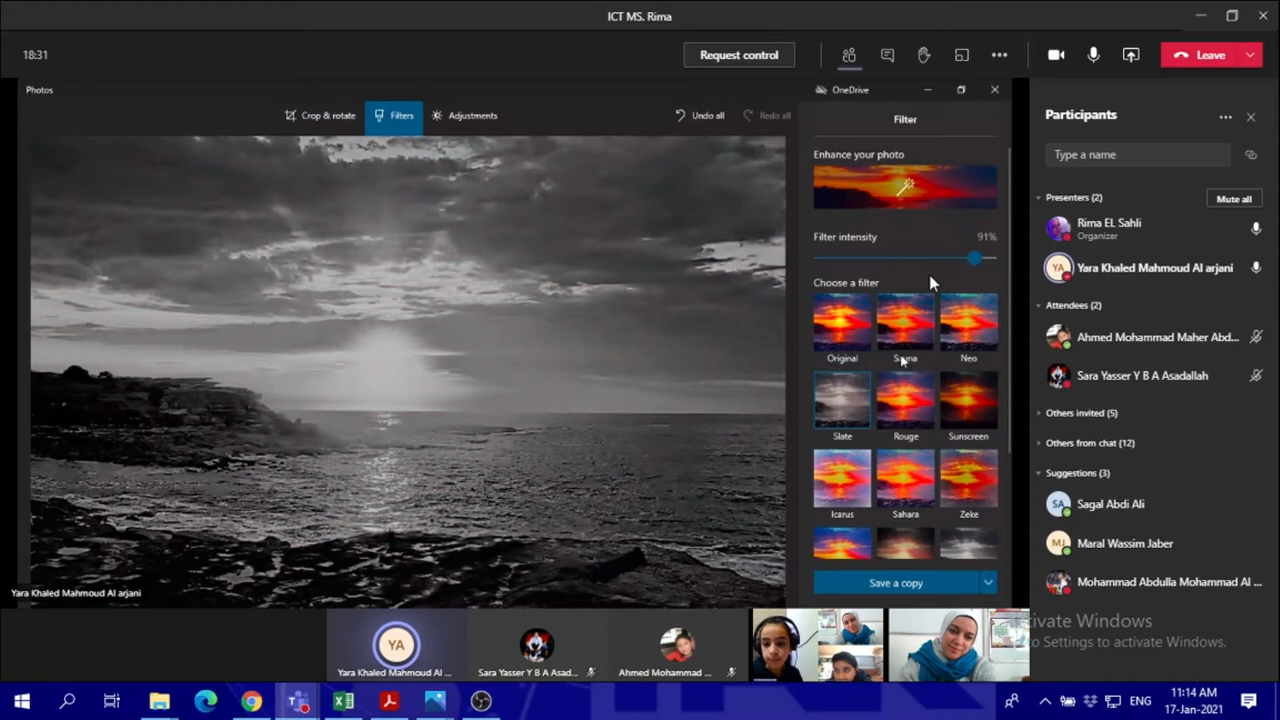 ICT MS. Rima
18:31
Request control
Leave
Photos
OneDrive
Crop & rotate
Filters
Adjustments
Undo all
Redo all
Filter
Enhance your photo
Filter intensity 91%
Choose a filter
Original Sauna Neo
Slate Rouge Sunscreen
Icarus Sahara Zeke
Save a copy
Yara Khaled Mahmoud Al arjani
Participants
Type a name
Presenters (2)
Mute all
Rima EL Sahli
Organizer
YA
Yara Khaled Mahmoud Al arjani
Attendees (2)
Ahmed Mohammad Maher Abd...
Sara Yasser Y B A Asadallah
Others invited (5)
Others from chat (12)
Suggestions (3)
SA
Sagal Abdi Ali
MJ
Maral Wassim Jaber
Mohammad Abdulla Mohammad Al ...
YA
Yara Khaled Mahmoud Al ...
Sara Yasser Y B A Asad...
Ahmed Mohammad ...
ctivate Windows
to Settings to activate Windows.
ENG
11:14 AM
17-Jan-2021